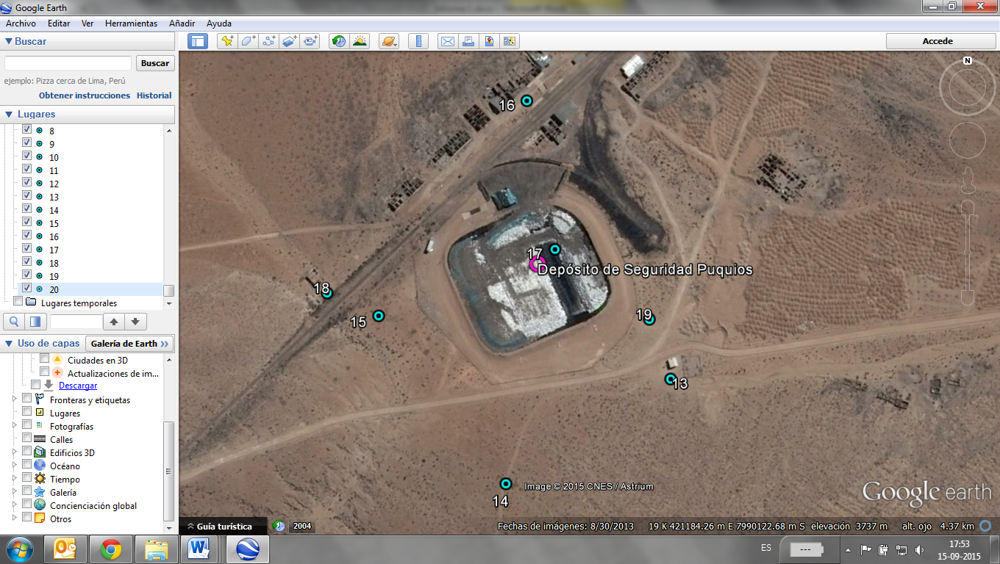 Google Earth
Archivo Editar Ver Herramientas Añadir Ayuda
Buscar
Buscar
ejemplo: Pizza cerca de Lima, Perú
Obtener instrucciones Historial
Lugares
8
9
10
11
12
13
14
15
16
17
18
19
20
Lugares temporales
Uso de capas Galería de Earth >>
Ciudades en 3D
Actualizaciones de im...
Descargar
Fronteras y etiquetas
Lugares
Fotografías
Calles
Edificios 3D
Océano
Tiempo
Galería
Concienciación global
Otros
Accede
N
16
17
Depósito de Seguridad Puquios
18
15
19
13
14
Image © 2015 CNES / Astrium
Google earth
Guía turística 2004
Fechas de imágenes: 8/30/2013 19 K 421184.26 m E 7990122.68 m S elevación 3737 m alt. ojo 4.37 km
ES
---
17:53
15-09-2015